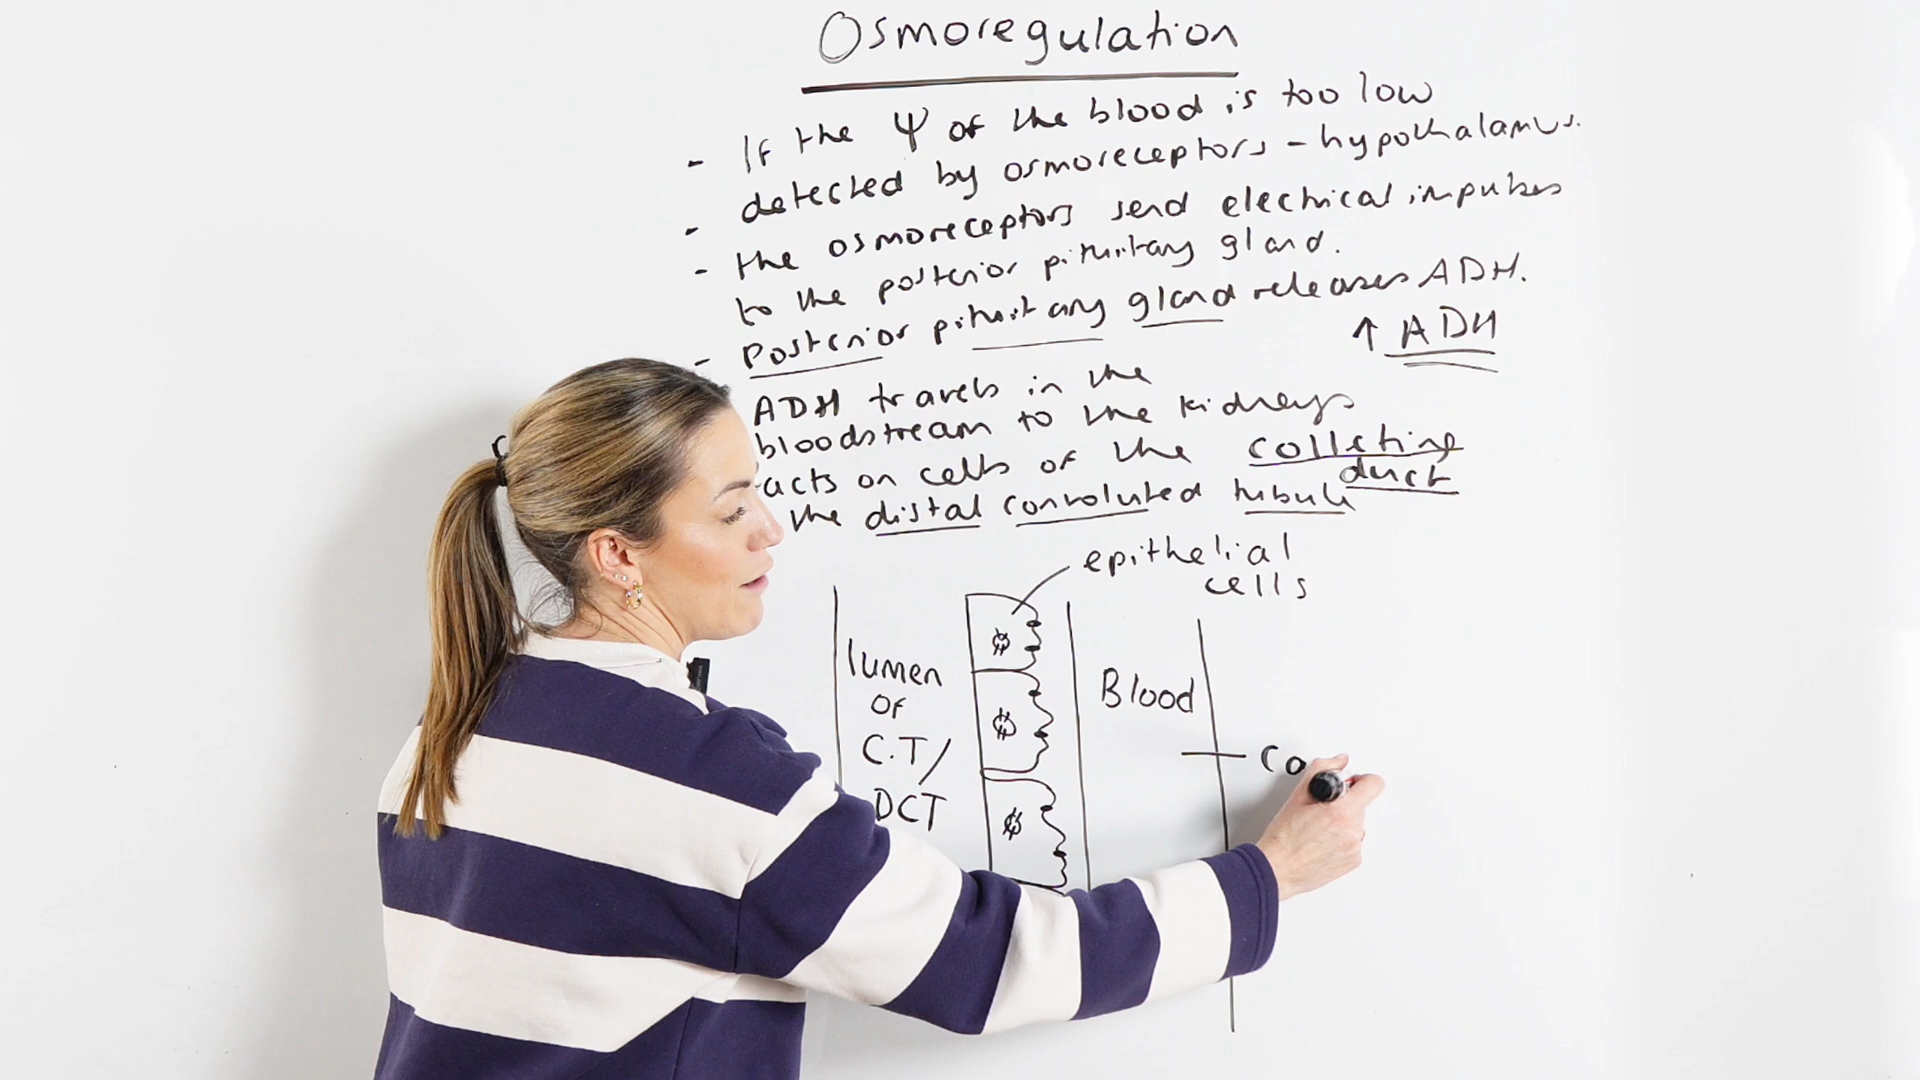 Osmoregulation
- If the Ψ of the blood is too low
- detected by osmoreceptors - hypothalamus.
- the osmoreceptors send electrical impulses
to the posterior pituitary gland.
- Posterior pituitary gland releases ADH.
↑ ADH
ADH travels in the
bloodstream to the kidneys
acts on cells of the collecting
duct
the distal convoluted tubule
epithelial
cells
lumen
of
C.T/
DCT
Blood
Ca